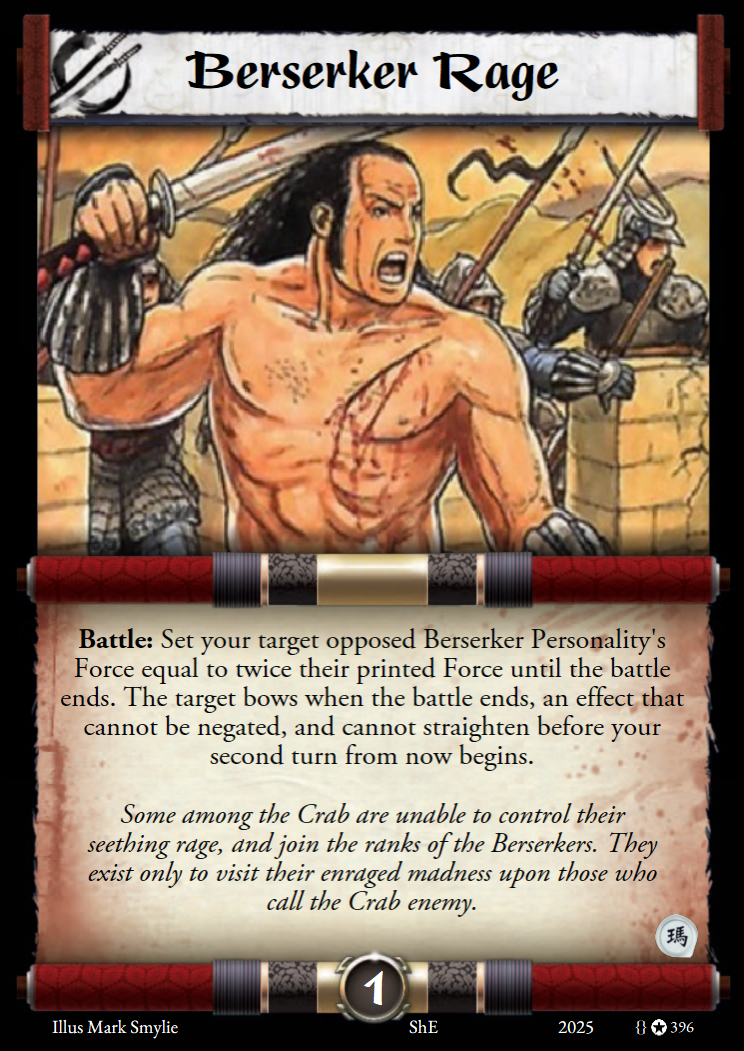 Berserker Rage
Battle: Set your target opposed Berserker Personality's
Force equal to twice their printed Force until the battle
ends. The target bows when the battle ends, an effect that
cannot be negated, and cannot straighten before your
second turn from now begins.
Some among the Crab are unable to control their
seething rage, and join the ranks of the Berserkers. They
exist only to visit their enraged madness upon those who
call the Crab enemy.
瑪
1
Illus Mark Smylie ShE 2025 {} ✪ 396